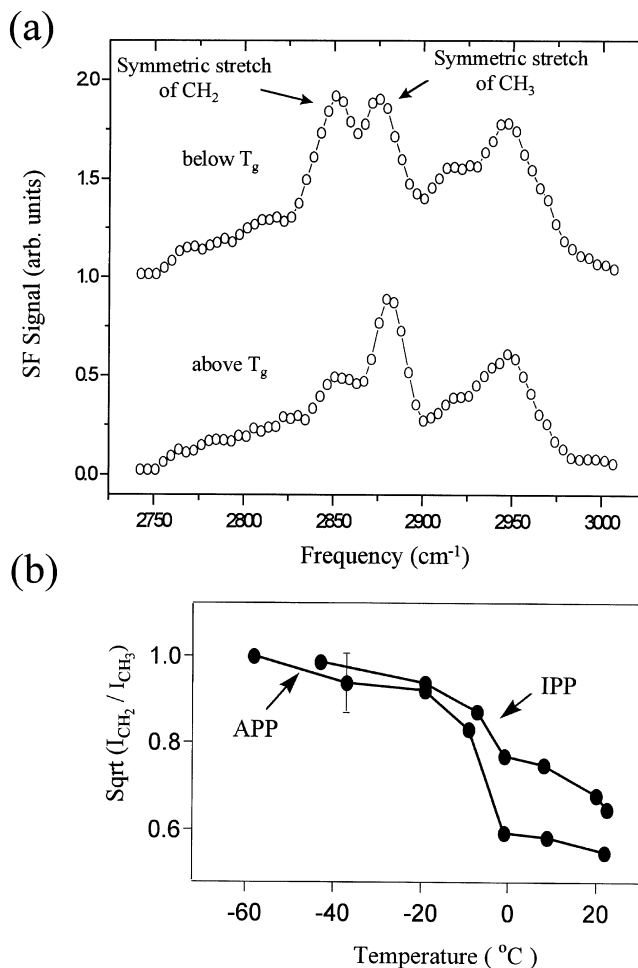 (a)
Symmetric stretch
of CH2
Symmetric stretch
of CH3
below Tg
above Tg
SF Signal (arb. units)
2.0
1.5
1.0
0.5
0.0
2750 2800 2850 2900 2950 3000
Frequency (cm-1)
(b)
Sqrt (ICH2 / ICH3)
1.0
0.8
0.6
APP
IPP
-60 -40 -20 0 20
Temperature ( °C )